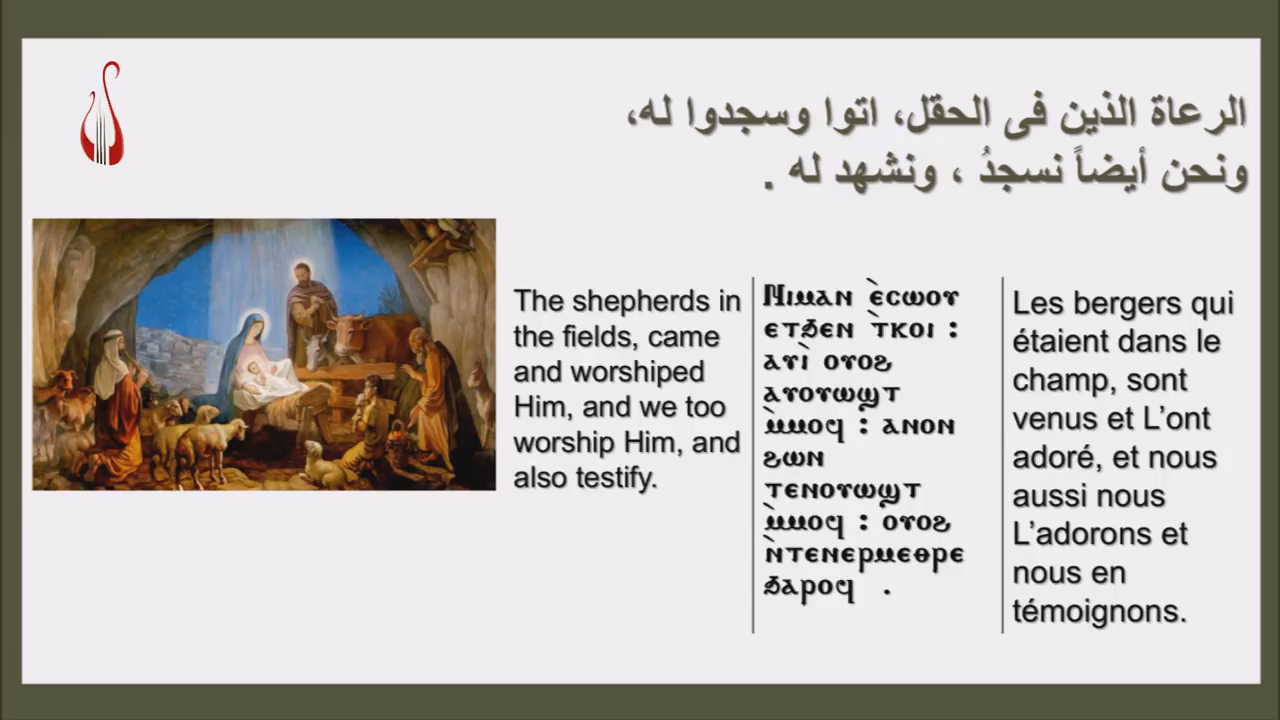 الرعاة الذين فى الحقل، اتوا وسجدوا له،
ونحن أيضاً نسجدُ ، ونشهد له .
The shepherds in
the fields, came
and worshiped
Him, and we too
worship Him, and
also testify.
Ⲛⲓⲙⲁⲛ ⲉ̀ⲥⲱⲟⲩ
ⲉⲧϧⲉⲛ ⲧ̀ⲕⲟⲓ :
ⲁⲩⲓ̀ ⲟⲩⲟϩ
ⲁⲩⲟⲩⲱϣⲧ
ⲙ̀ⲙⲟϥ : ⲁⲛⲟⲛ
ϩⲱⲛ
ⲧⲉⲛⲟⲩⲱϣⲧ
ⲙ̀ⲙⲟϥ : ⲟⲩⲟϩ
ⲛ̀ⲧⲉⲛⲉⲣⲙⲉⲑⲣⲉ
ϧⲁⲣⲟϥ .
Les bergers qui
étaient dans le
champ, sont
venus et L’ont
adoré, et nous
aussi nous
L’adorons et
nous en
témoignons.